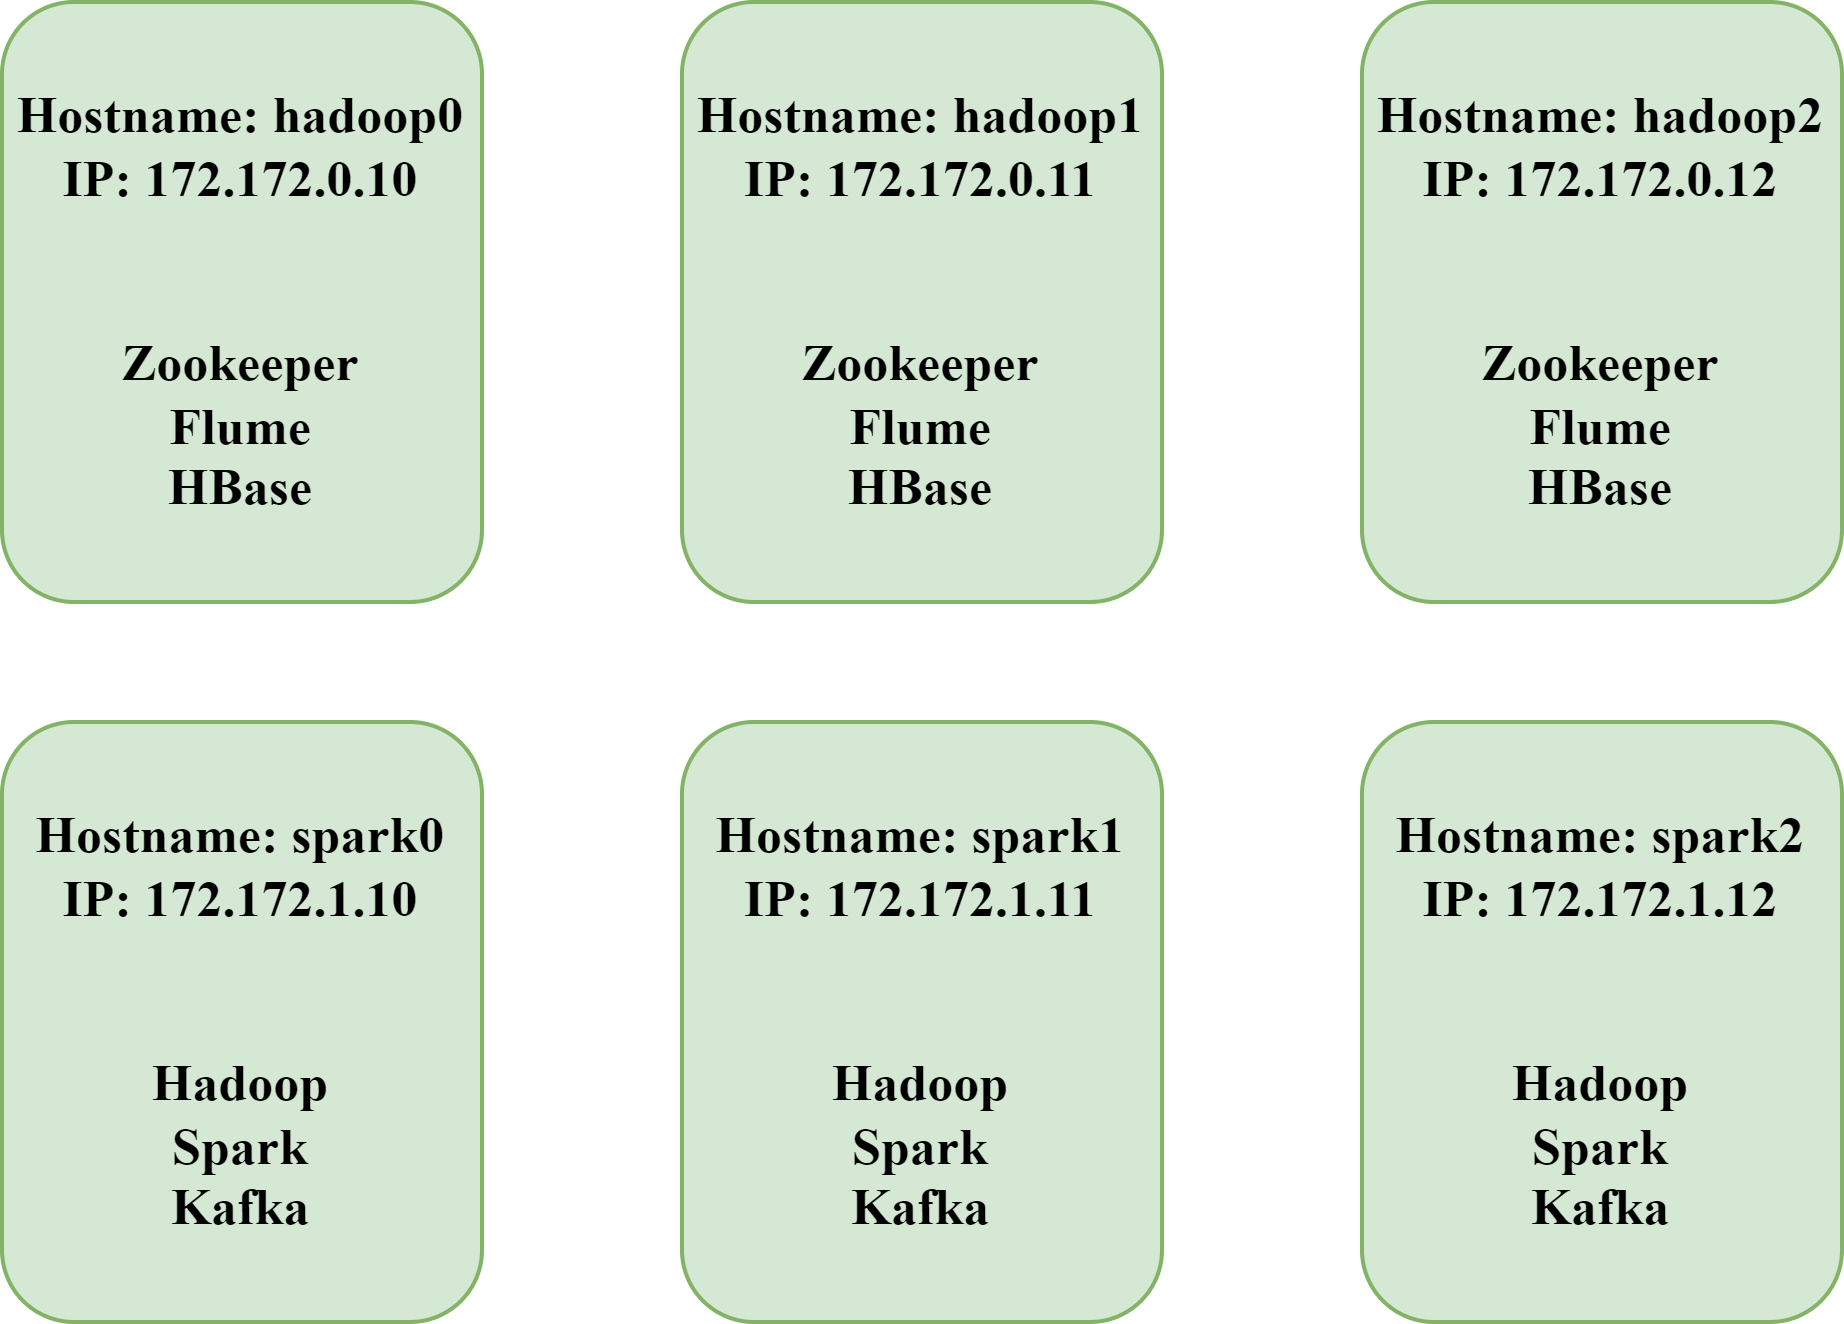 Hostname: hadoop0
IP: 172.172.0.10
Zookeeper
Flume
HBase
Hostname: hadoop1
IP: 172.172.0.11
Zookeeper
Flume
HBase
Hostname: hadoop2
IP: 172.172.0.12
Zookeeper
Flume
HBase
Hostname: spark0
IP: 172.172.1.10
Hadoop
Spark
Kafka
Hostname: spark1
IP: 172.172.1.11
Hadoop
Spark
Kafka
Hostname: spark2
IP: 172.172.1.12
Hadoop
Spark
Kafka